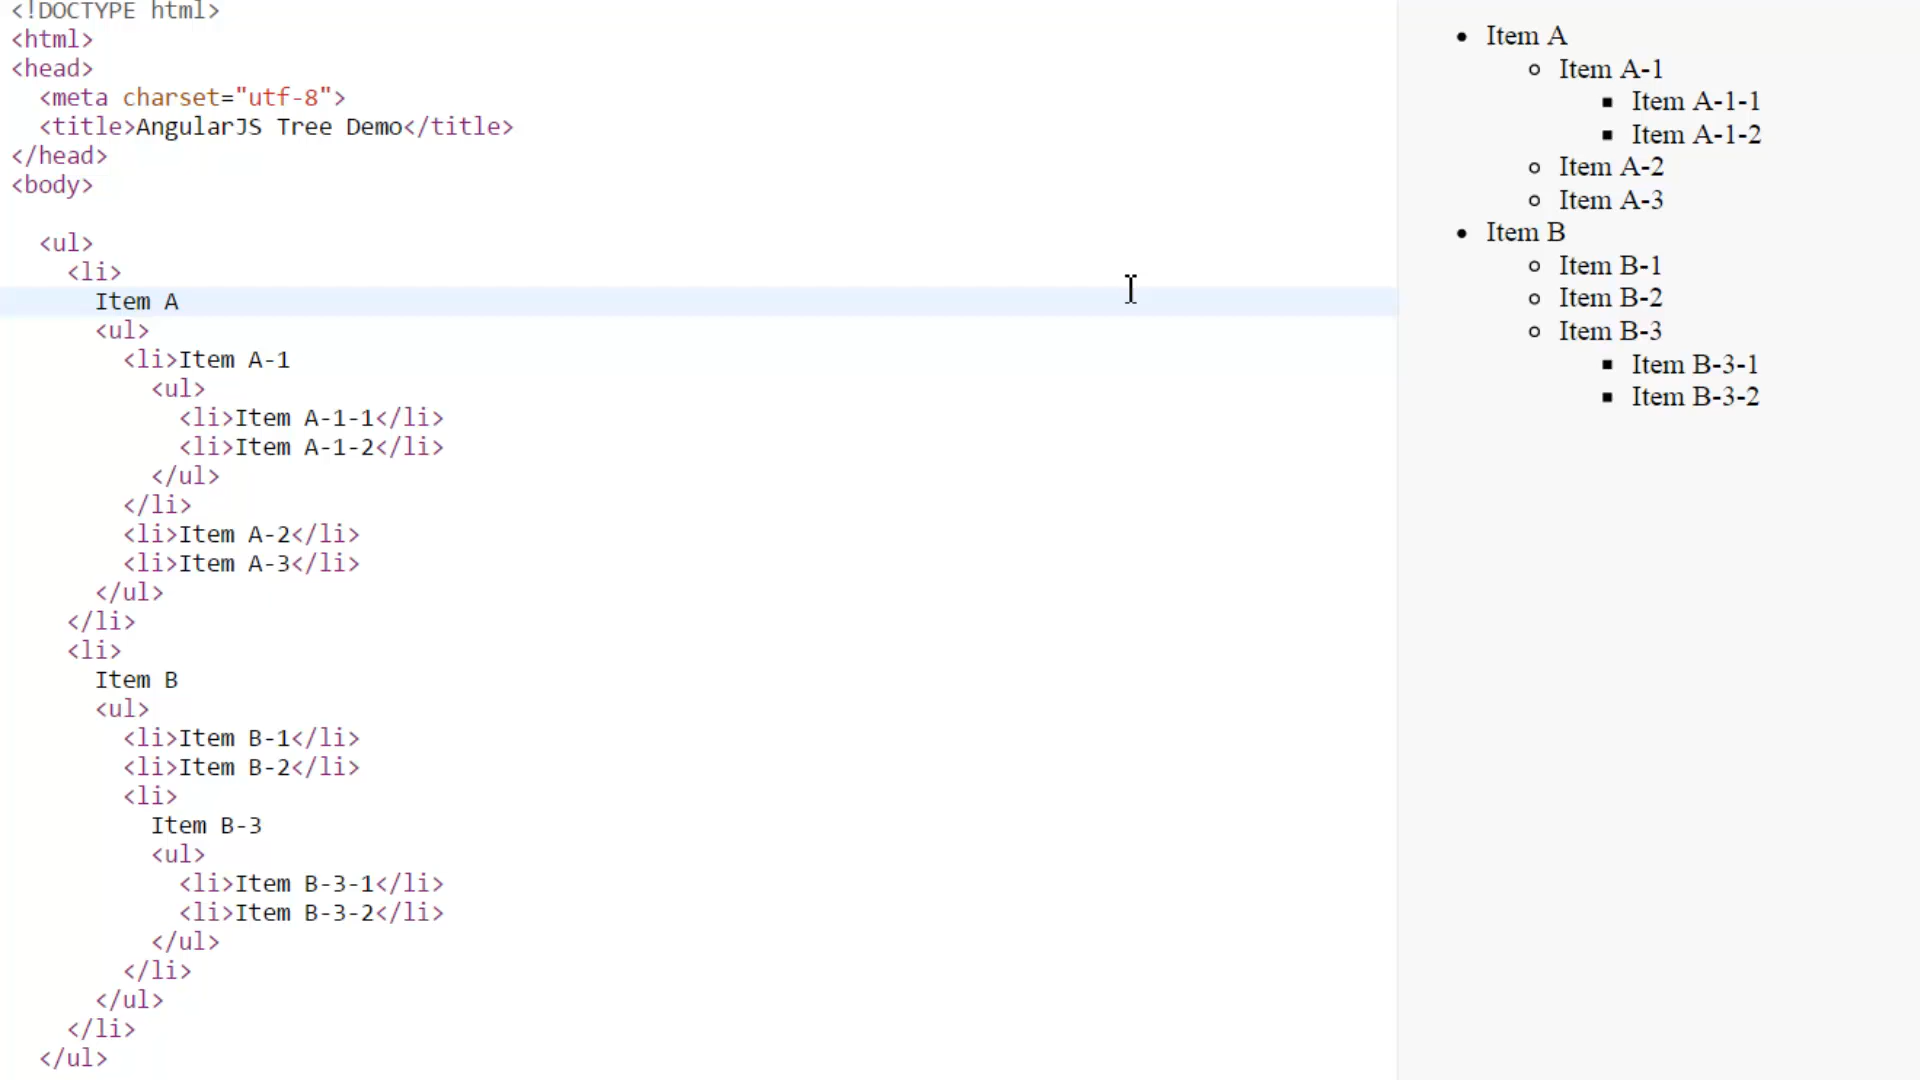 <!DOCTYPE html>
<html>
<head>
  <meta charset="utf-8">
  <title>AngularJS Tree Demo</title>
</head>
<body>

  <ul>
    <li>
      Item A
      <ul>
        <li>Item A-1
          <ul>
            <li>Item A-1-1</li>
            <li>Item A-1-2</li>
          </ul>
        </li>
        <li>Item A-2</li>
        <li>Item A-3</li>
      </ul>
    </li>
    <li>
      Item B
      <ul>
        <li>Item B-1</li>
        <li>Item B-2</li>
        <li>
          Item B-3
          <ul>
            <li>Item B-3-1</li>
            <li>Item B-3-2</li>
          </ul>
        </li>
      </ul>
    </li>
  </ul>
Item A
Item A-1
Item A-1-1
Item A-1-2
Item A-2
Item A-3
Item B
Item B-1
Item B-2
Item B-3
Item B-3-1
Item B-3-2